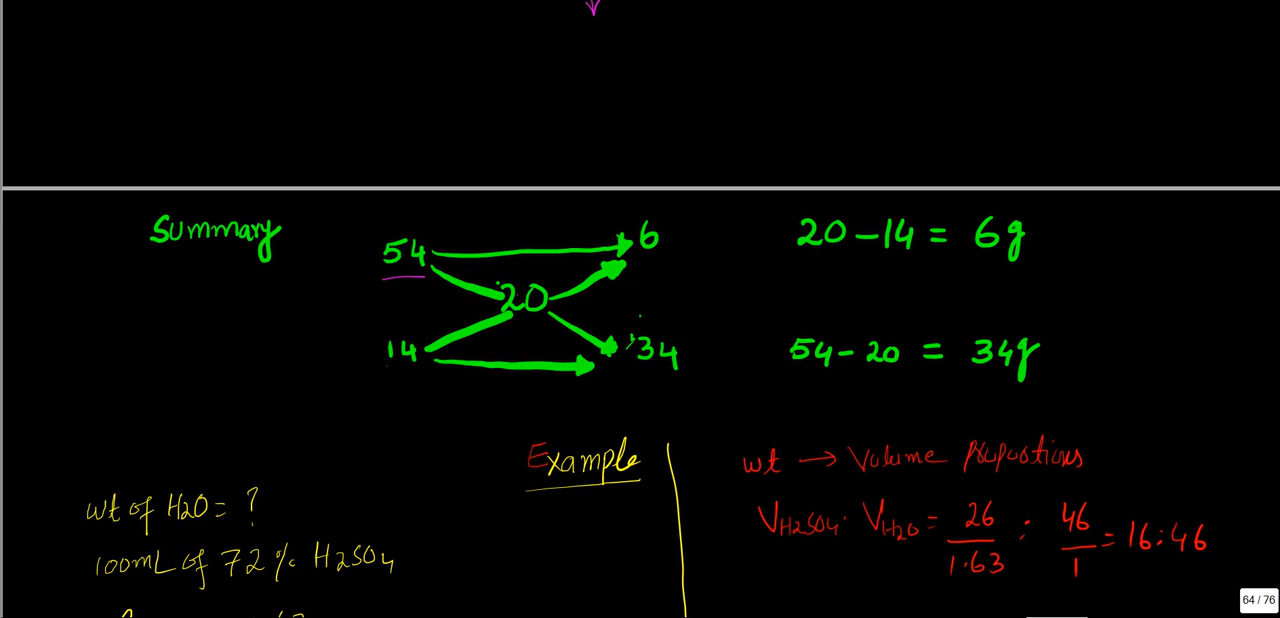 Summary
54 6 20-14 = 6g
20
14 34 54-20 = 34g
Example
wt → Volume proportions
wt of H2O = ?
VH2SO4. VH2O = 26/1.63 : 46/1 = 16:46
100mL of 72% H2SO4
64 / 76